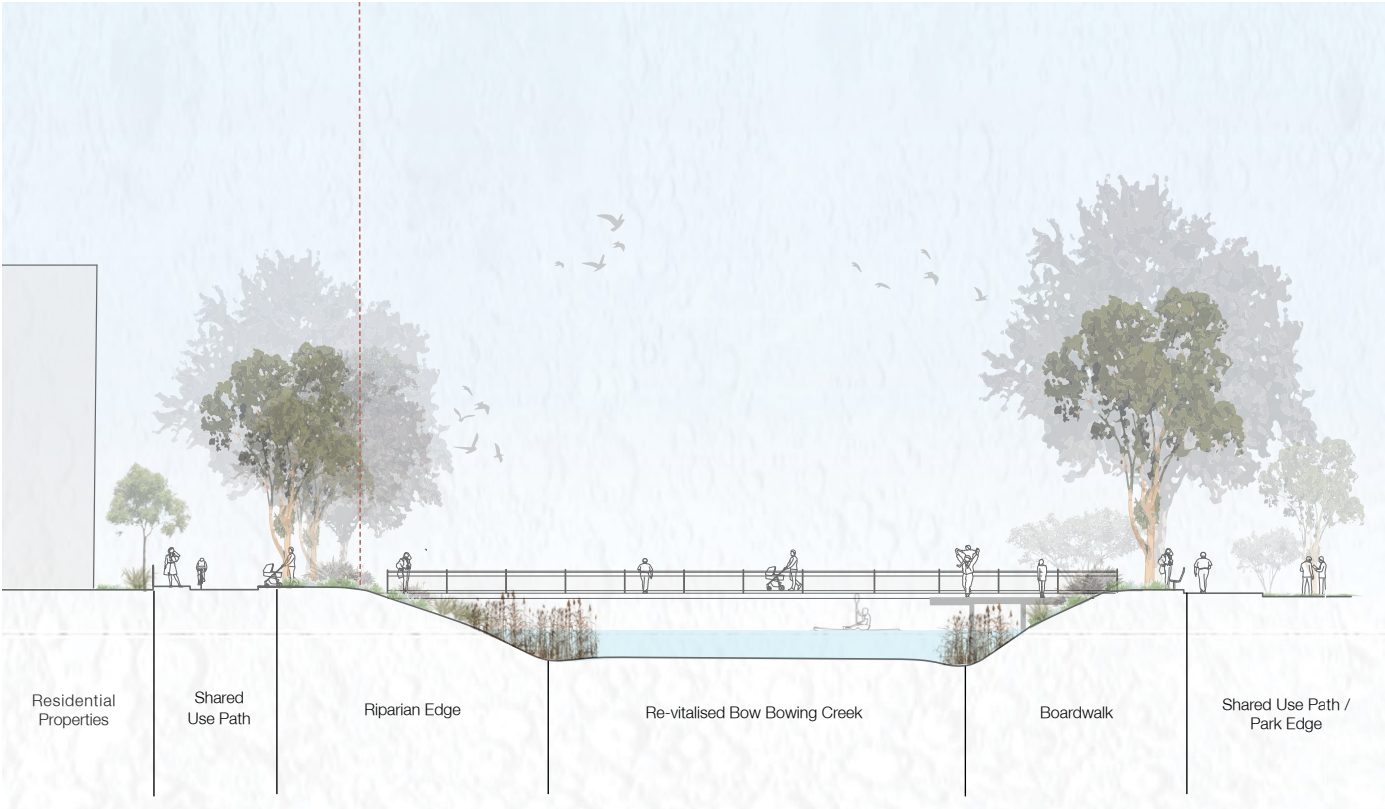 Residential
Properties
Shared
Use Path
Riparian Edge
Re-vitalised Bow Bowing Creek
Boardwalk
Shared Use Path /
Park Edge